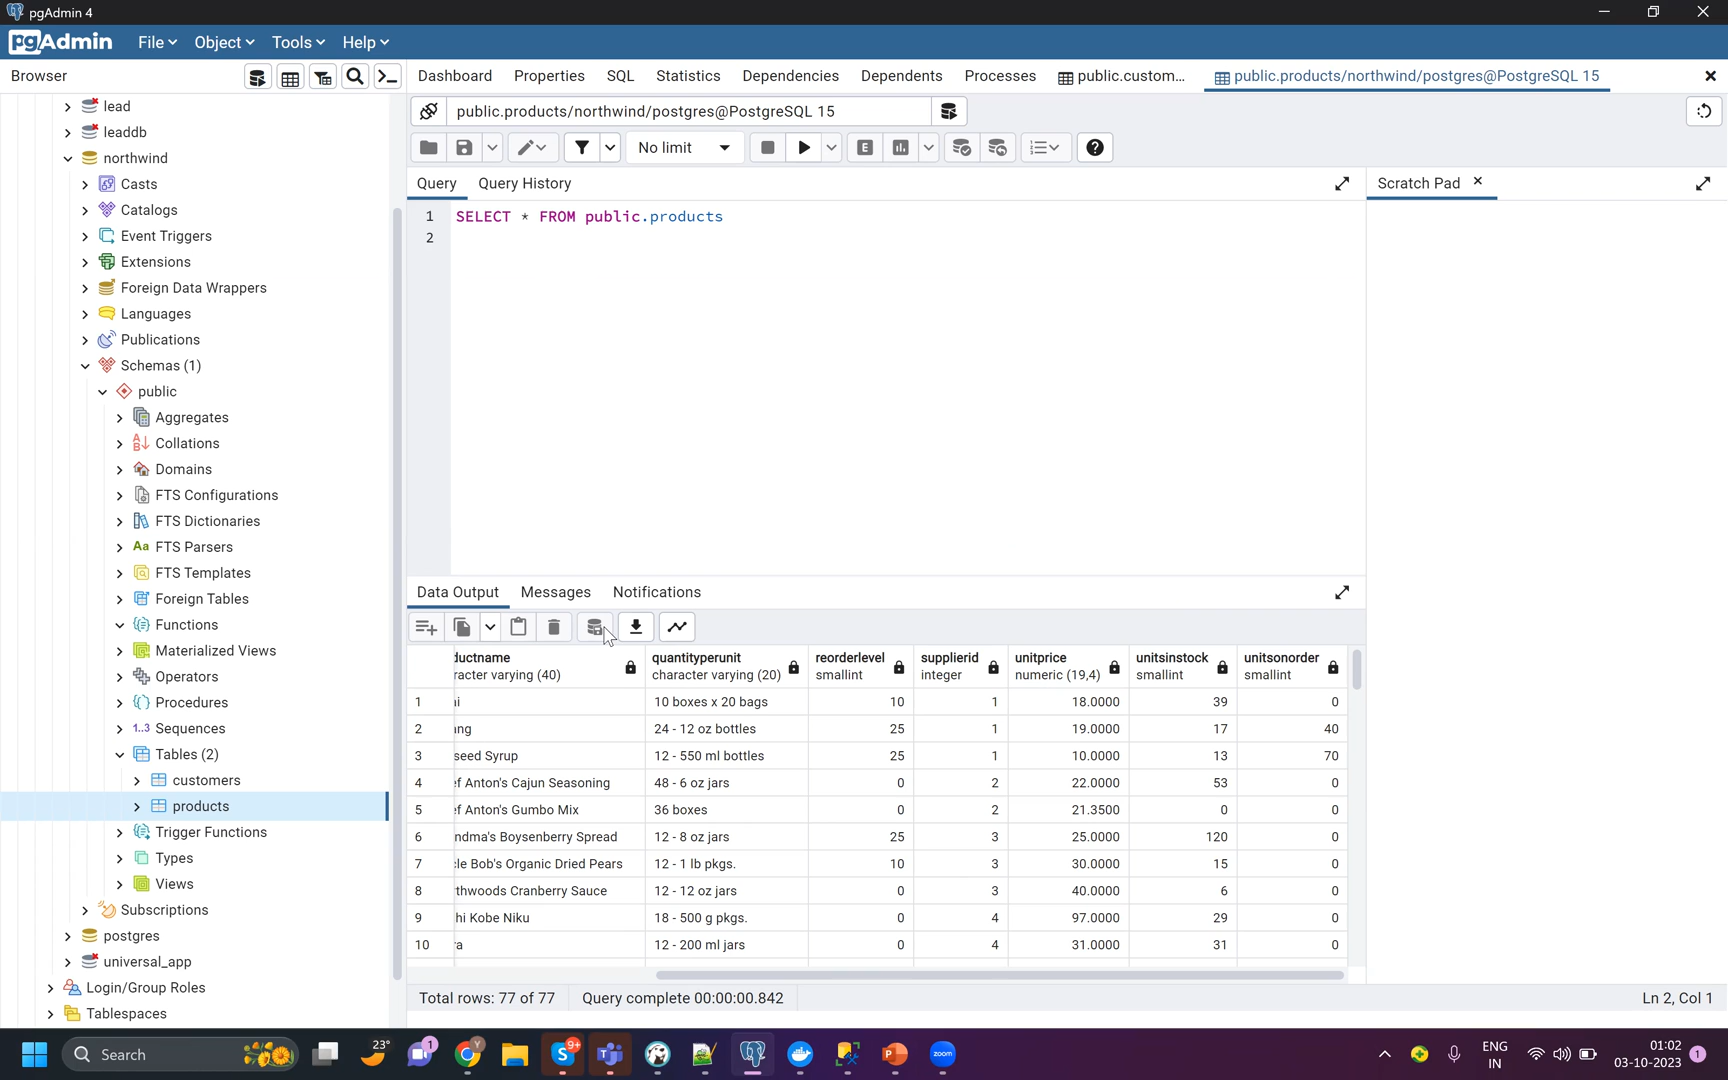 pgAdmin 4
pgAdmin File Object Tools Help
Browser
Dashboard Properties SQL Statistics Dependencies Dependents Processes public.custom... public.products/northwind/postgres@PostgreSQL 15
public.products/northwind/postgres@PostgreSQL 15
No limit
E
Query Query History
Scratch Pad
1 SELECT * FROM public.products
2
lead
leaddb
northwind
Casts
Catalogs
Event Triggers
Extensions
Foreign Data Wrappers
Languages
Publications
Schemas (1)
public
Aggregates
Collations
Domains
FTS Configurations
FTS Dictionaries
Aa FTS Parsers
FTS Templates
Foreign Tables
Functions
Materialized Views
Operators
Procedures
1..3 Sequences
Tables (2)
customers
products
Trigger Functions
Types
Views
Subscriptions
postgres
universal_app
Login/Group Roles
Tablespaces
Data Output Messages Notifications
ductname quantityperunit reorderlevel supplierid unitprice unitsinstock unitsonorder
racter varying (40) character varying (20) smallint integer numeric (19,4) smallint smallint
1 ai 10 boxes x 20 bags 10 1 18.0000 39 0
2 ang 24 - 12 oz bottles 25 1 19.0000 17 40
3 seed Syrup 12 - 550 ml bottles 25 1 10.0000 13 70
4 ef Anton's Cajun Seasoning 48 - 6 oz jars 0 2 22.0000 53 0
5 ef Anton's Gumbo Mix 36 boxes 0 2 21.3500 0 0
6 ndma's Boysenberry Spread 12 - 8 oz jars 25 3 25.0000 120 0
7 cle Bob's Organic Dried Pears 12 - 1 lb pkgs. 10 3 30.0000 15 0
8 thwoods Cranberry Sauce 12 - 12 oz jars 0 3 40.0000 6 0
9 hi Kobe Niku 18 - 500 g pkgs. 0 4 97.0000 29 0
10 ra 12 - 200 ml jars 0 4 31.0000 31 0
Total rows: 77 of 77 Query complete 00:00:00.842 Ln 2, Col 1
Search 23° 1 Y S 9+ zoom ENG IN 01:02 03-10-2023 1